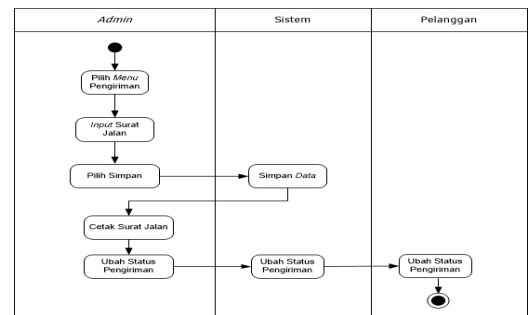 Admin
Sistem
Pelanggan
Pilih Menu
Pengiriman
Input Surat
Jalan
Pilih Simpan
Simpan Data
Cetak Surat Jalan
Ubah Status
Pengiriman
Ubah Status
Pengiriman
Ubah Status
Pengiriman